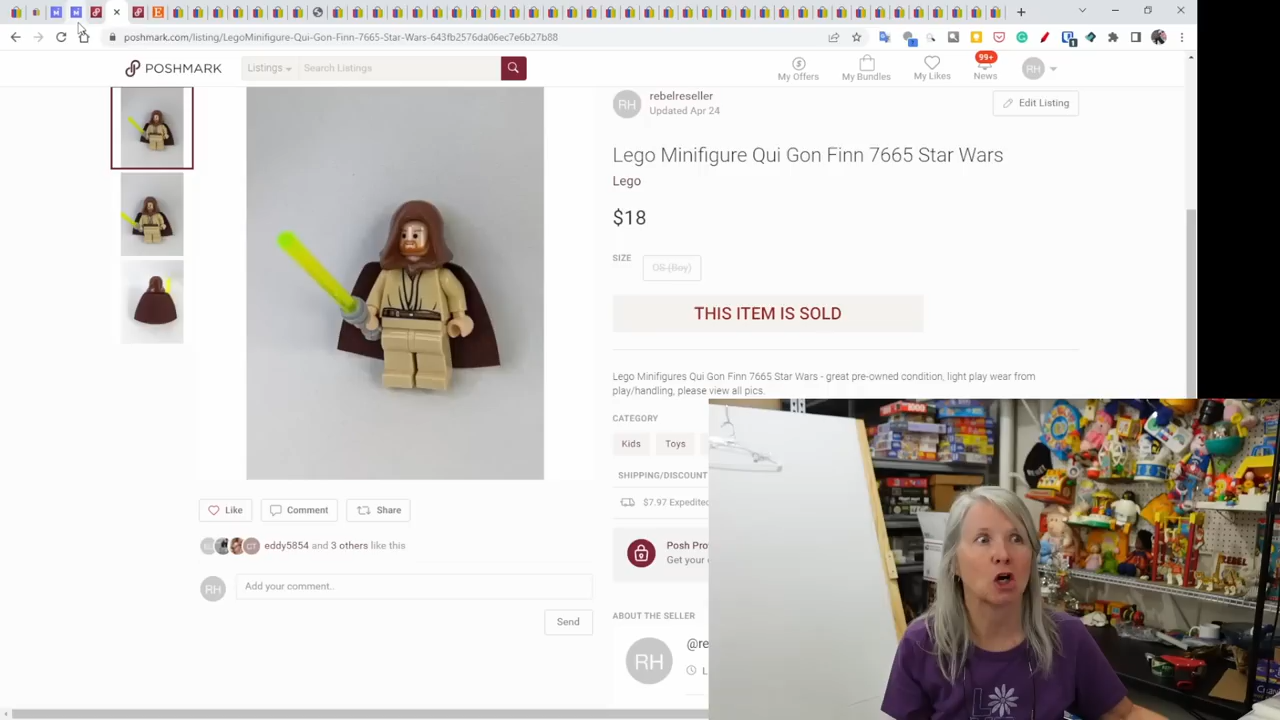 poshmark.com/listing/LegoMinifigure-Qui-Gon-Finn-7665-Star-Wars-643fb2576da06ec7e6b27b88
POSHMARK
Listings
Search Listings
My Offers
My Bundles
99+
My Likes
News
RH
RH
rebelreseller
Updated Apr 24
Edit Listing
Lego Minifigure Qui Gon Finn 7665 Star Wars
Lego
$18
SIZE
OS (Boy)
THIS ITEM IS SOLD
Lego Minifigures Qui Gon Finn 7665 Star Wars - great pre-owned condition, light play wear from
play/handling, please view all pics.
CATEGORY
Kids
Toys
SHIPPING/DISCOUNT
$7.97 Expedited
Posh Pro
Get your
ABOUT THE SELLER
RH
@re
Like
Comment
Share
eddy5854 and 3 others like this
RH
Add your comment..
Send